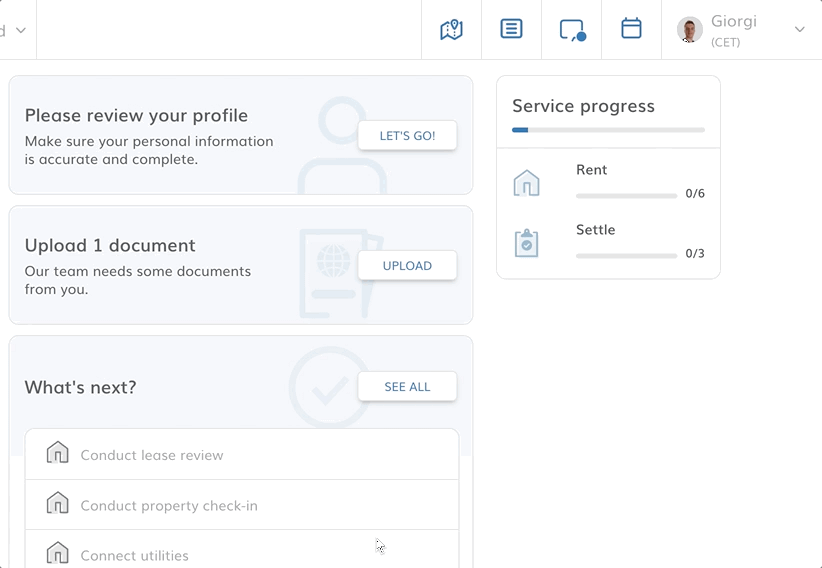 d
Giorgi
(CET)
Please review your profile
Make sure your personal information
is accurate and complete.
LET'S GO!
Upload 1 document
Our team needs some documents
from you.
UPLOAD
What's next?
SEE ALL
Conduct lease review
Conduct property check-in
Connect utilities
Service progress
Rent
0/6
Settle
0/3